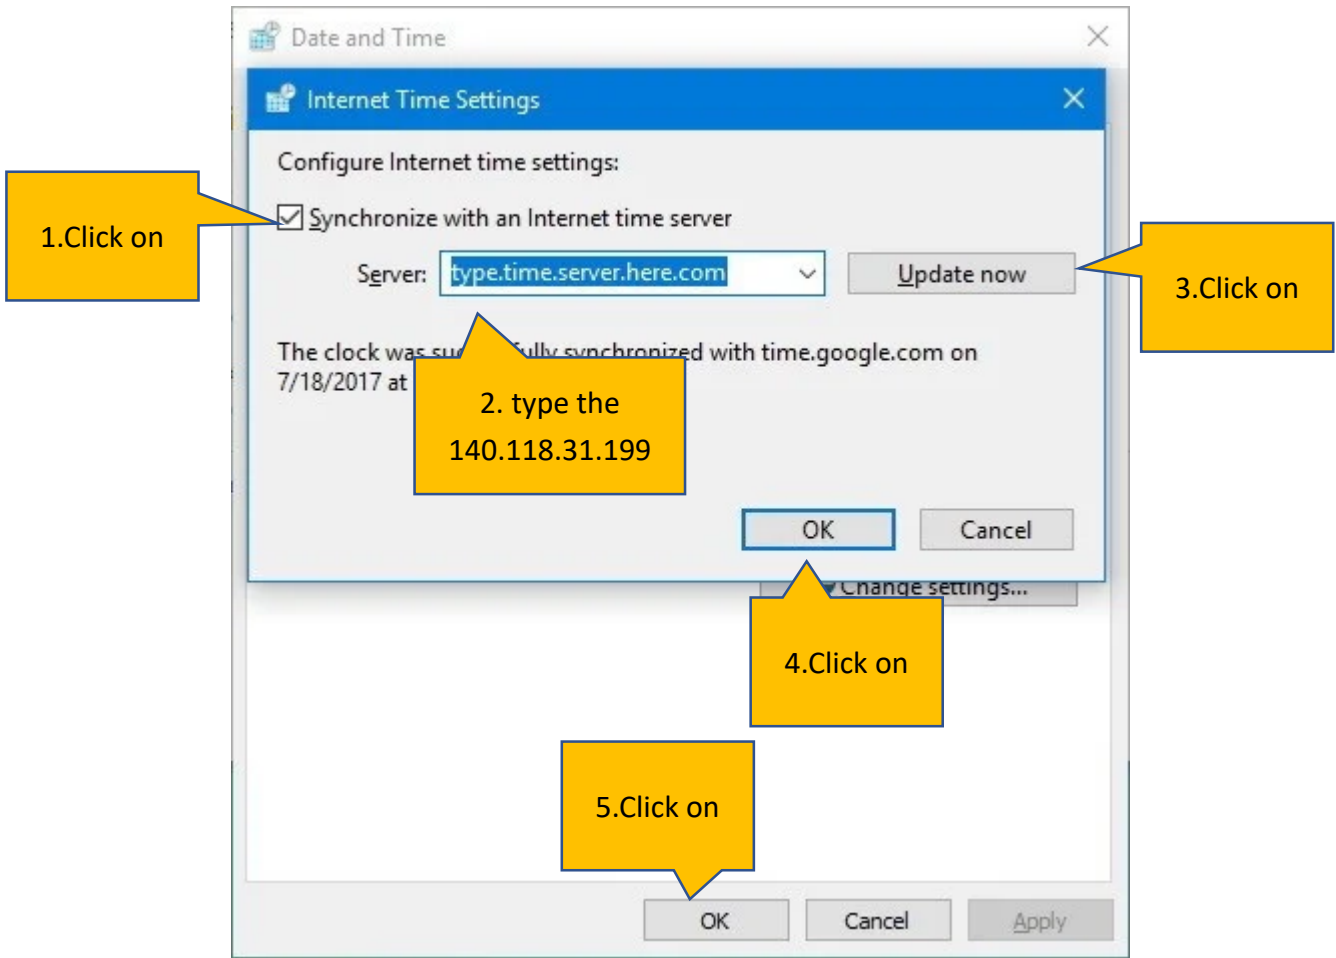 Date and Time
Internet Time Settings
Configure Internet time settings:
1.Click on
Synchronize with an Internet time server
Server:
type.time.server.here.com
Update now
3.Click on
The clock was su fully synchronized with time.google.com on
7/18/2017 at
2. type the
140.118.31.199
OK
Cancel
Change settings...
4.Click on
5.Click on
OK
Cancel
Apply